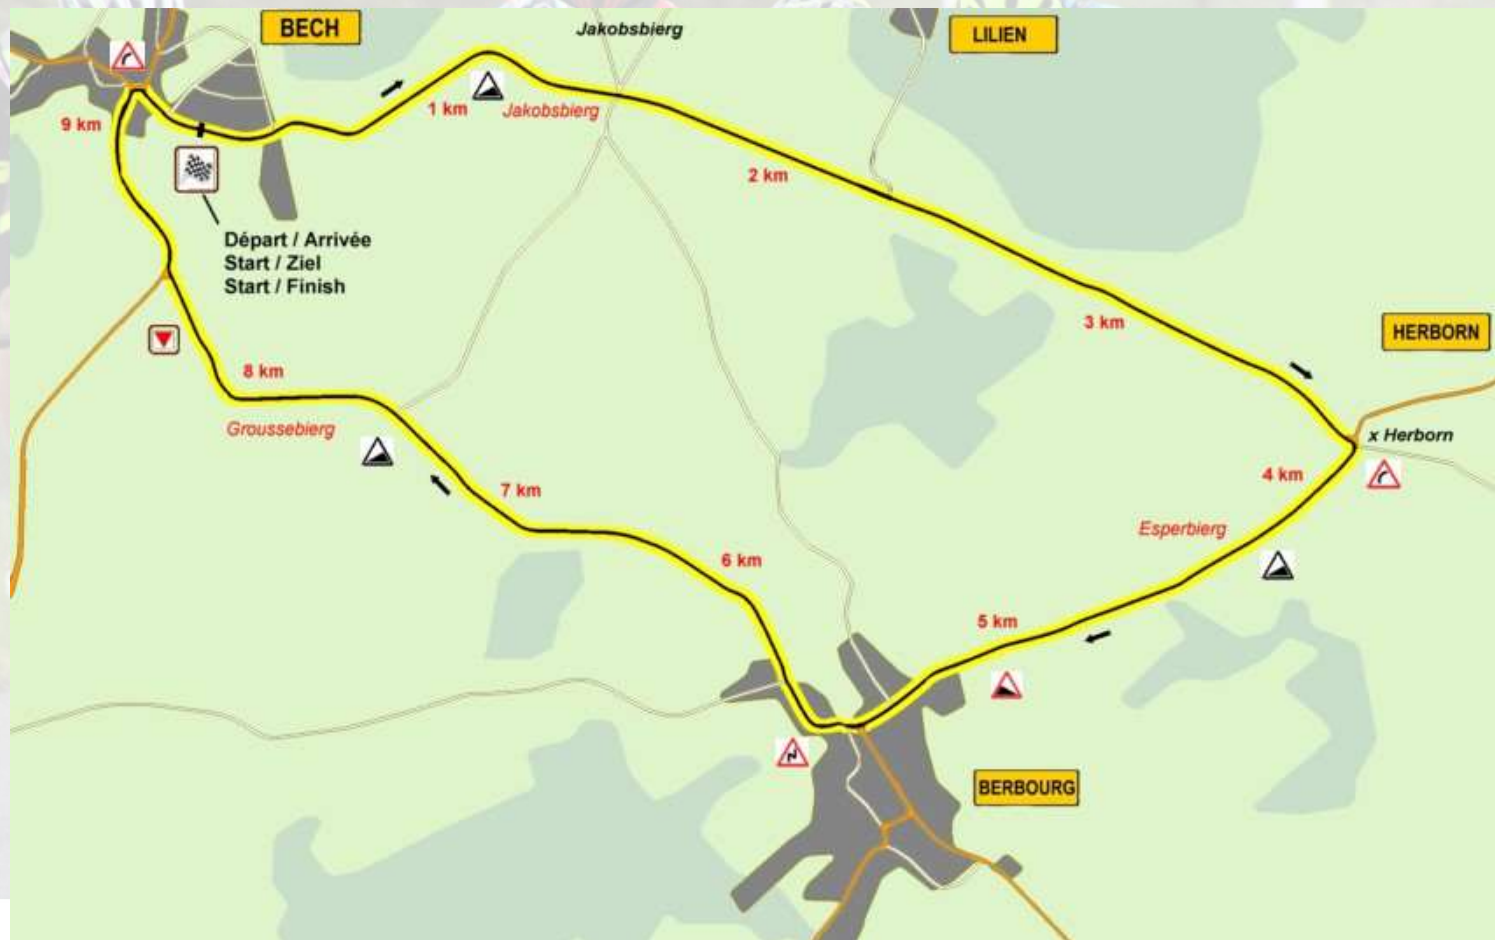 BECH
Jakobsbierg
LILIEN
9 km
1 km
Jakobsbierg
2 km
Départ / Arrivée
Start / Ziel
Start / Finish
3 km
HERBORN
8 km
Groussebierg
x Herborn
4 km
7 km
Esperbierg
6 km
5 km
BERBOURG